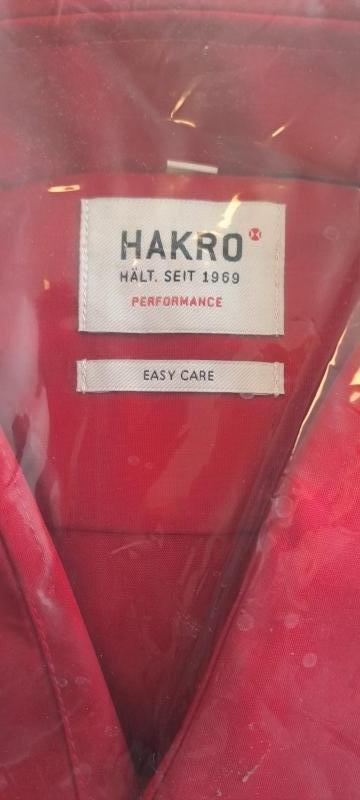 HAKRO
HÄLT. SEIT 1969
PERFORMANCE
EASY CARE